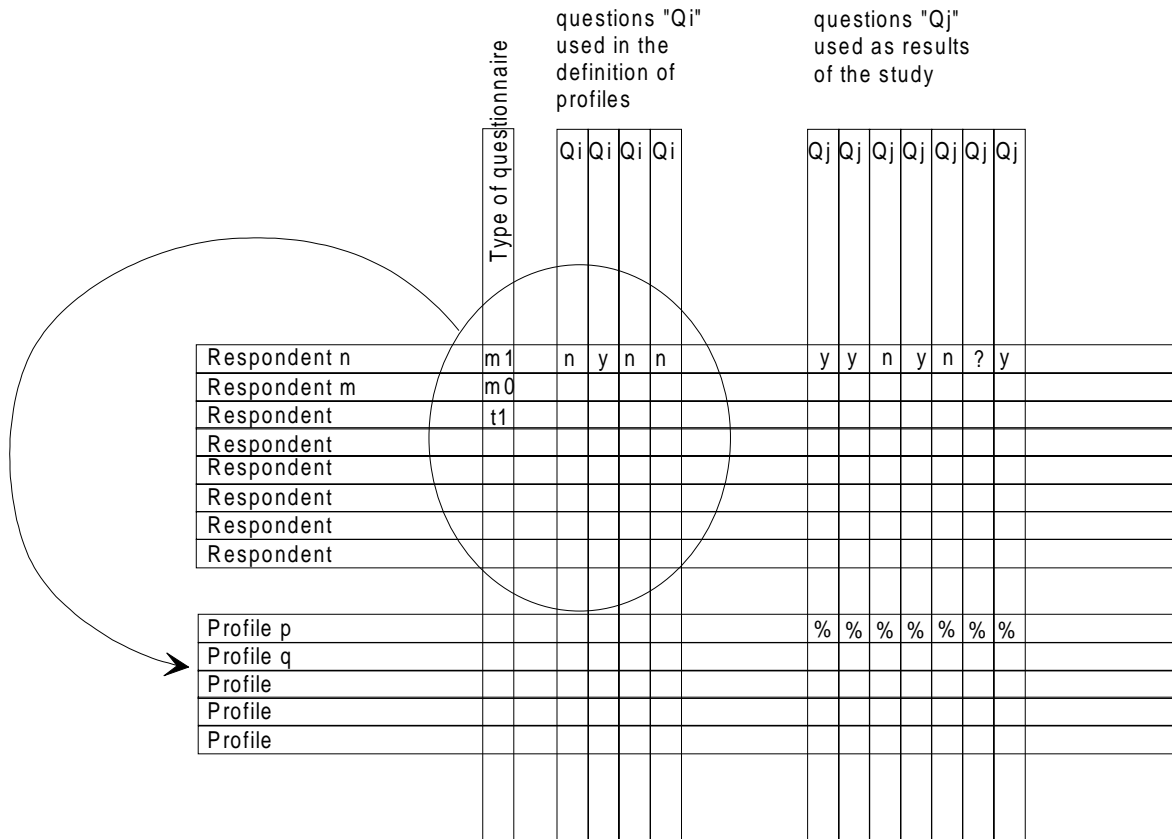 questions "Qi"
used in the
definition of
profiles
questions "Qj"
used as results
of the study
Type of questionnaire
Qi Qi Qi Qi
Qj Qj Qj Qj Qj Qj Qj
Respondent n m1 n y n n y y n y n ? y
Respondent m m0
Respondent t1
Respondent
Respondent
Respondent
Respondent
Respondent
Profile p % % % % % % %
Profile q
Profile
Profile
Profile